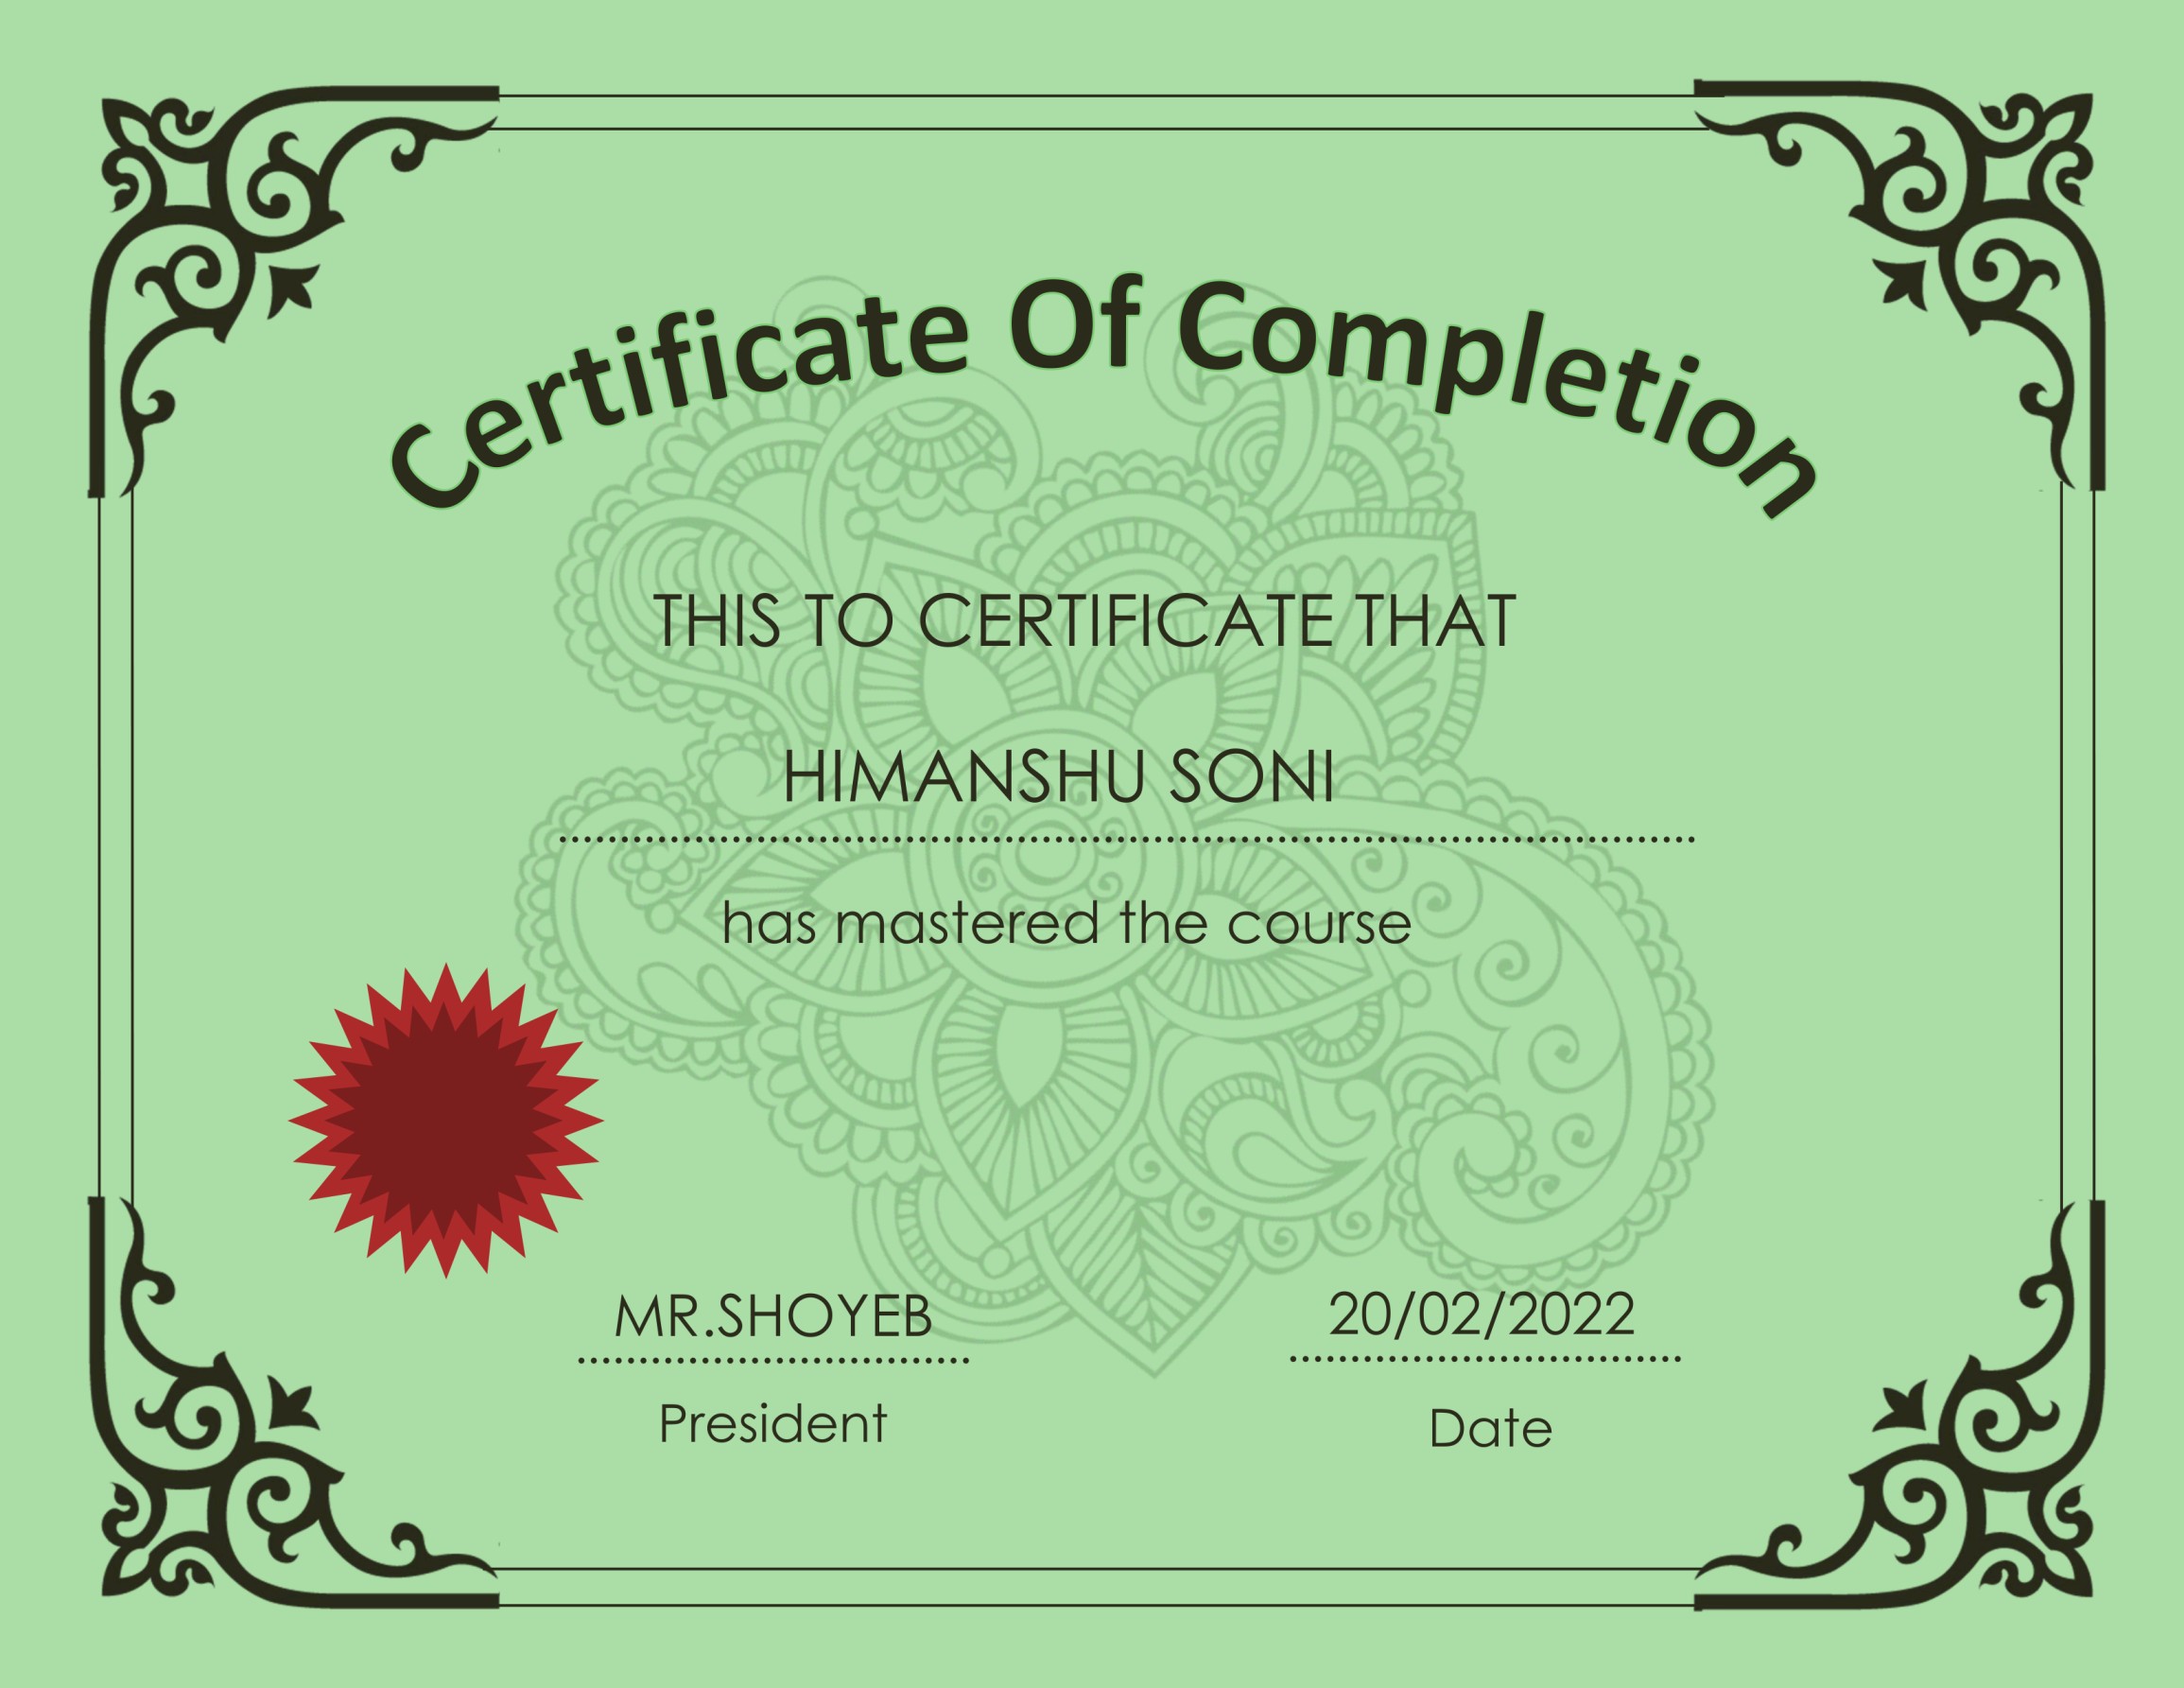 Certificate Of Completion
THIS TO CERTIFICATE THAT
HIMANSHU SONI
has mastered the course
MR.SHOYEB
20/02/2022
President
Date